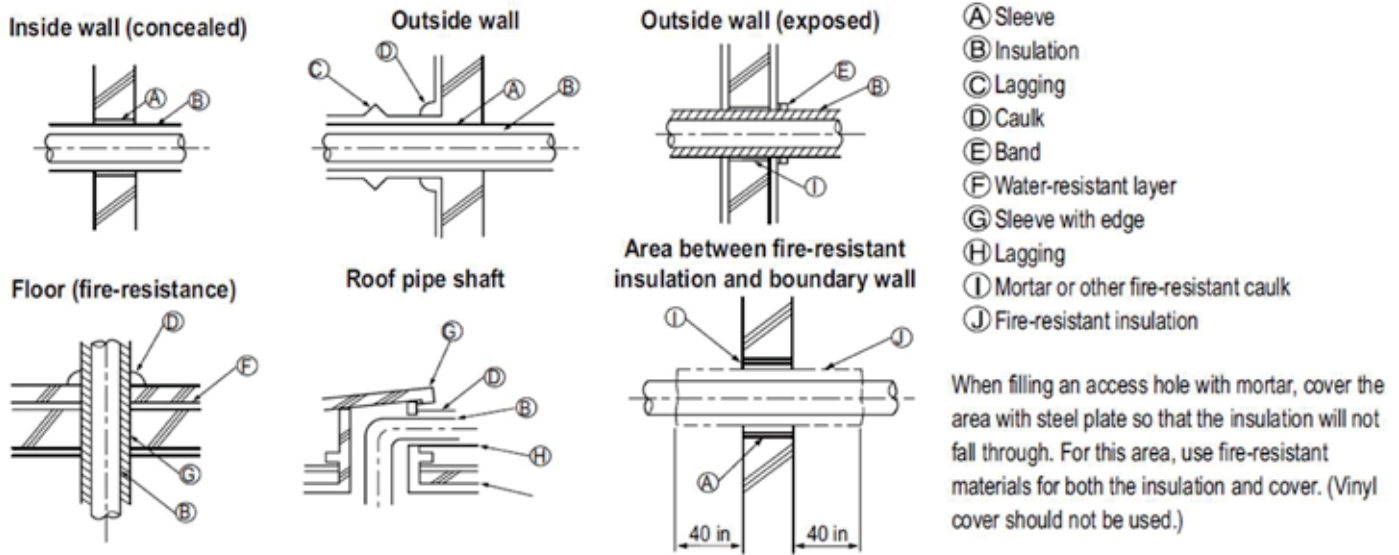 Inside wall (concealed)
A
B
Outside wall
C
D
A
B
Outside wall (exposed)
E
B
I
Floor (fire-resistance)
D
F
G
B
Roof pipe shaft
G
D
B
H
Area between fire-resistant
insulation and boundary wall
I
J
A
40 in
40 in
A Sleeve
B Insulation
C Lagging
D Caulk
E Band
F Water-resistant layer
G Sleeve with edge
H Lagging
I Mortar or other fire-resistant caulk
J Fire-resistant insulation
When filling an access hole with mortar, cover the
area with steel plate so that the insulation will not
fall through. For this area, use fire-resistant
materials for both the insulation and cover. (Vinyl
cover should not be used.)